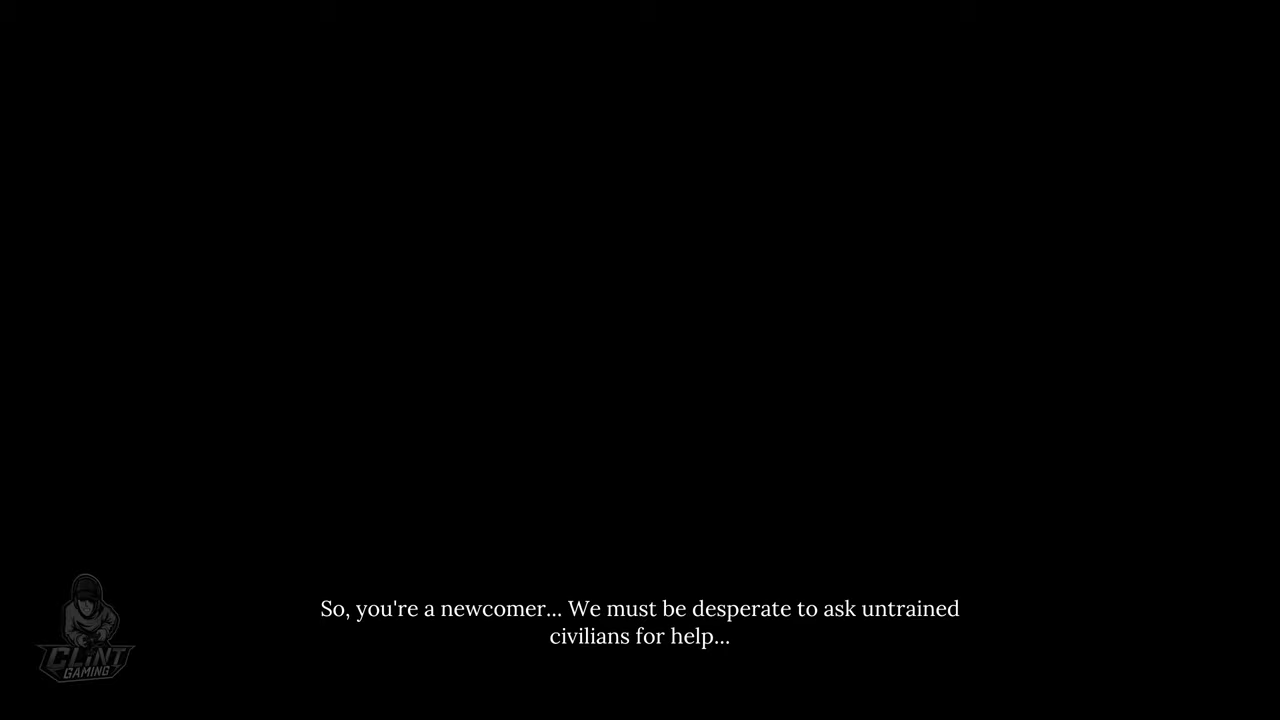 So, you're a newcomer... We must be desperate to ask untrained
civilians for help...
CLINT
GAMING